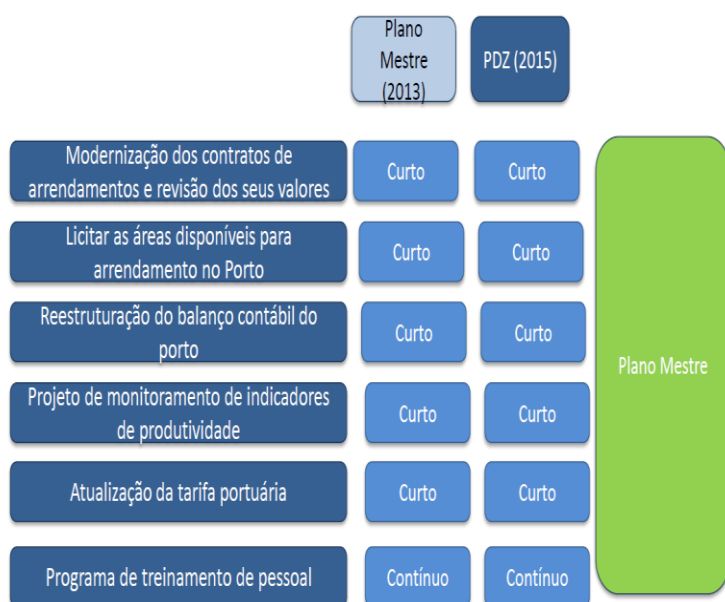 Plano
Mestre
(2013)
PDZ (2015)
Modernização dos contratos de
arrendamentos e revisão dos seus valores
Curto
Curto
Licitar as áreas disponíveis para
arrendamento no Porto
Curto
Curto
Reestruturação do balanço contábil do
porto
Curto
Curto
Plano Mestre
Projeto de monitoramento de indicadores
de produtividade
Curto
Curto
Atualização da tarifa portuária
Curto
Curto
Programa de treinamento de pessoal
Contínuo
Contínuo